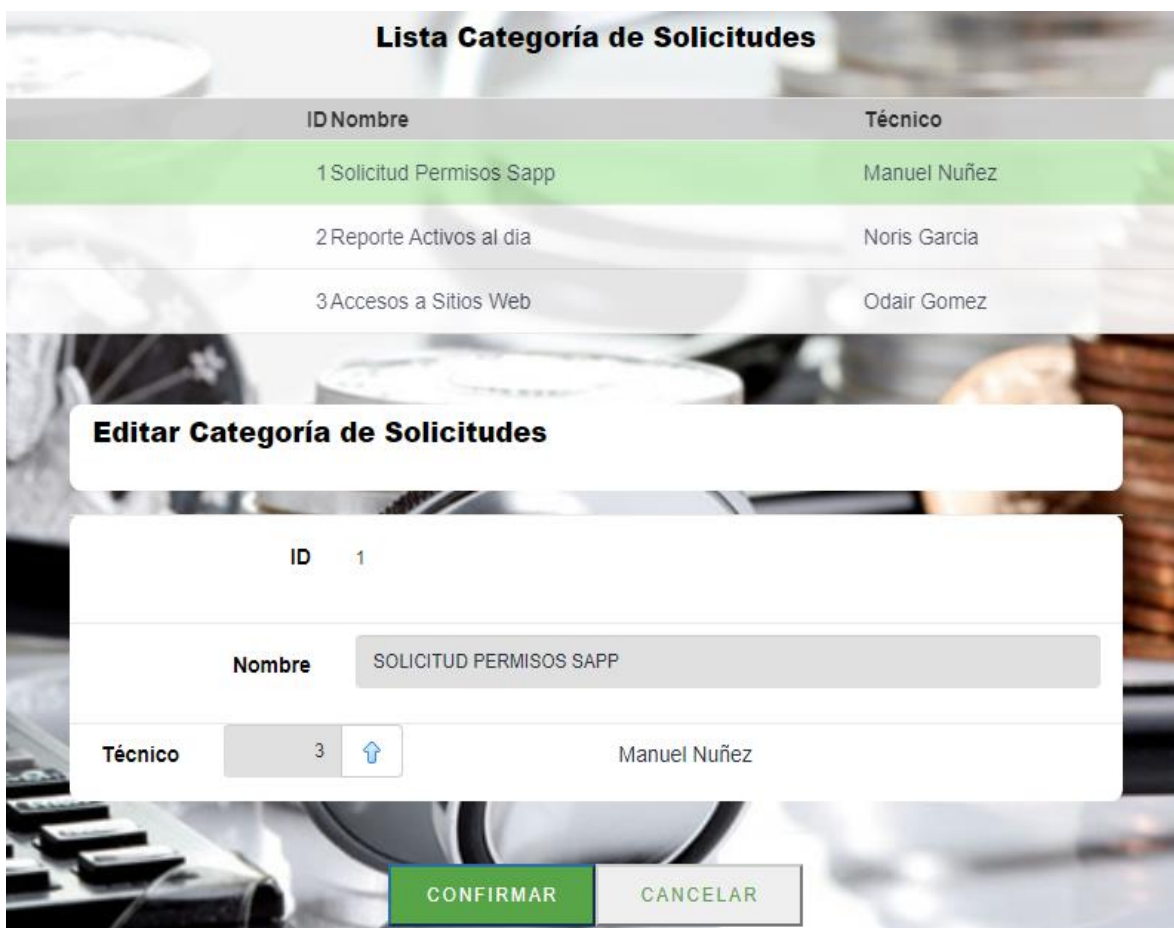 Lista Categoría de Solicitudes
ID Nombre Técnico
1 Solicitud Permisos Sapp Manuel Nuñez
2 Reporte Activos al dia Noris Garcia
3 Accesos a Sitios Web Odair Gomez
Editar Categoría de Solicitudes
ID 1
Nombre SOLICITUD PERMISOS SAPP
Técnico 3 Manuel Nuñez
CONFIRMAR CANCELAR